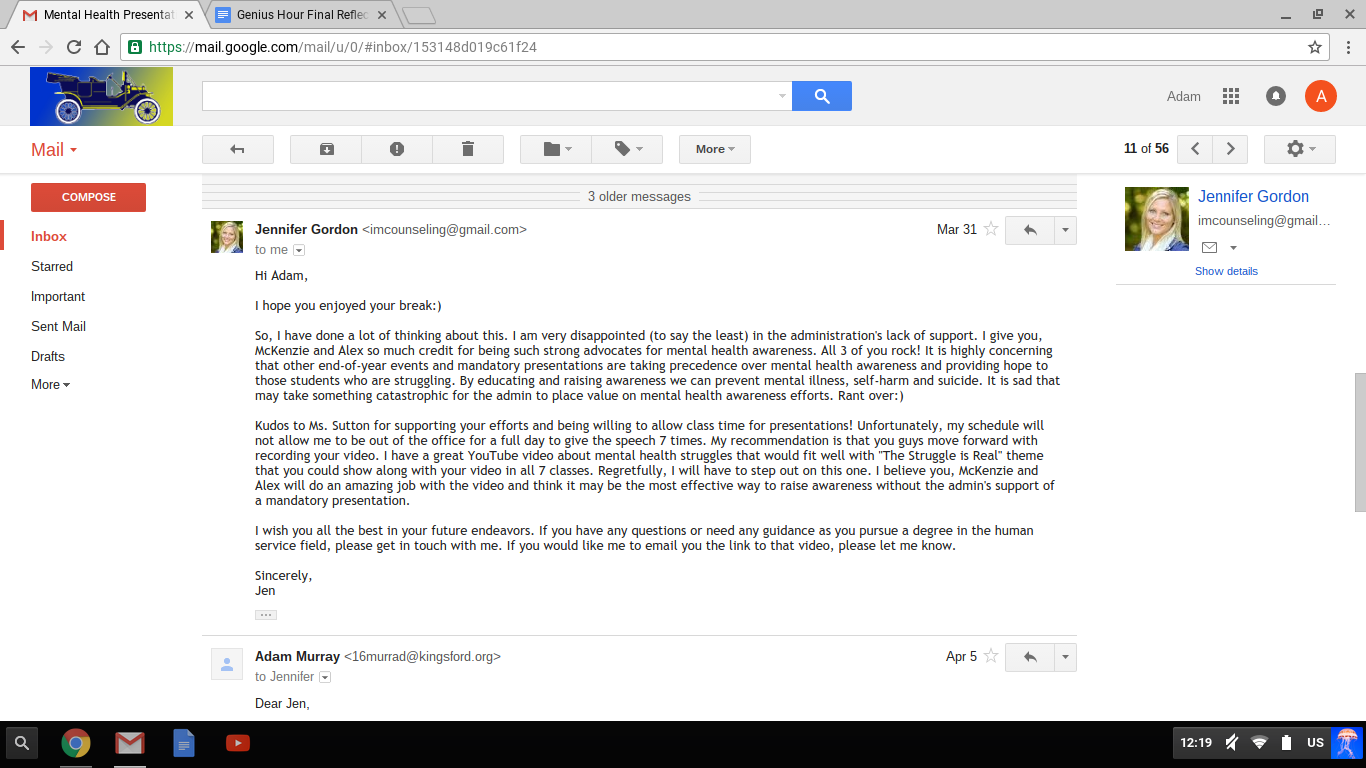 Mental Health Presentat
Genius Hour Final Reflec
https://mail.google.com/mail/u/0/#inbox/153148d019c61f24
Adam
A
Mail
More
11 of 56
COMPOSE
Inbox
Starred
Important
Sent Mail
Drafts
More
3 older messages
Jennifer Gordon <imcounseling@gmail.com>
Mar 31
to me
Hi Adam,
I hope you enjoyed your break:)
So, I have done a lot of thinking about this. I am very disappointed (to say the least) in the administration's lack of support. I give you,
McKenzie and Alex so much credit for being such strong advocates for mental health awareness. All 3 of you rock! It is highly concerning
that other end-of-year events and mandatory presentations are taking precedence over mental health awareness and providing hope to
those students who are struggling. By educating and raising awareness we can prevent mental illness, self-harm and suicide. It is sad that
may take something catastrophic for the admin to place value on mental health awareness efforts. Rant over:)
Kudos to Ms. Sutton for supporting your efforts and being willing to allow class time for presentations! Unfortunately, my schedule will
not allow me to be out of the office for a full day to give the speech 7 times. My recommendation is that you guys move forward with
recording your video. I have a great YouTube video about mental health struggles that would fit well with "The Struggle is Real" theme
that you could show along with your video in all 7 classes. Regretfully, I will have to step out on this one. I believe you, McKenzie and
Alex will do an amazing job with the video and think it may be the most effective way to raise awareness without the admin's support of
a mandatory presentation.
I wish you all the best in your future endeavors. If you have any questions or need any guidance as you pursue a degree in the human
service field, please get in touch with me. If you would like me to email you the link to that video, please let me know.
Sincerely,
Jen
Adam Murray <16murrad@kingsford.org>
Apr 5
to Jennifer
Dear Jen,
Jennifer Gordon
imcounseling@gmail...
Show details
12:19
US